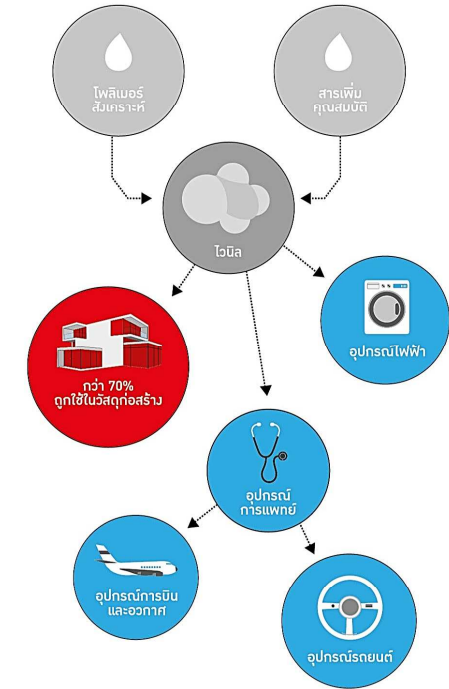 โพลิเมอร์
สังเคราะห์
สารเพิ่ม
คุณสมบัติ
ไวนิล
อุปกรณ์ไฟฟ้า
กว่า 70%
ถูกใช้ในวัสดุก่อสร้าง
อุปกรณ์
การแพทย์
อุปกรณ์การบิน
และอวกาศ
อุปกรณ์รถยนต์